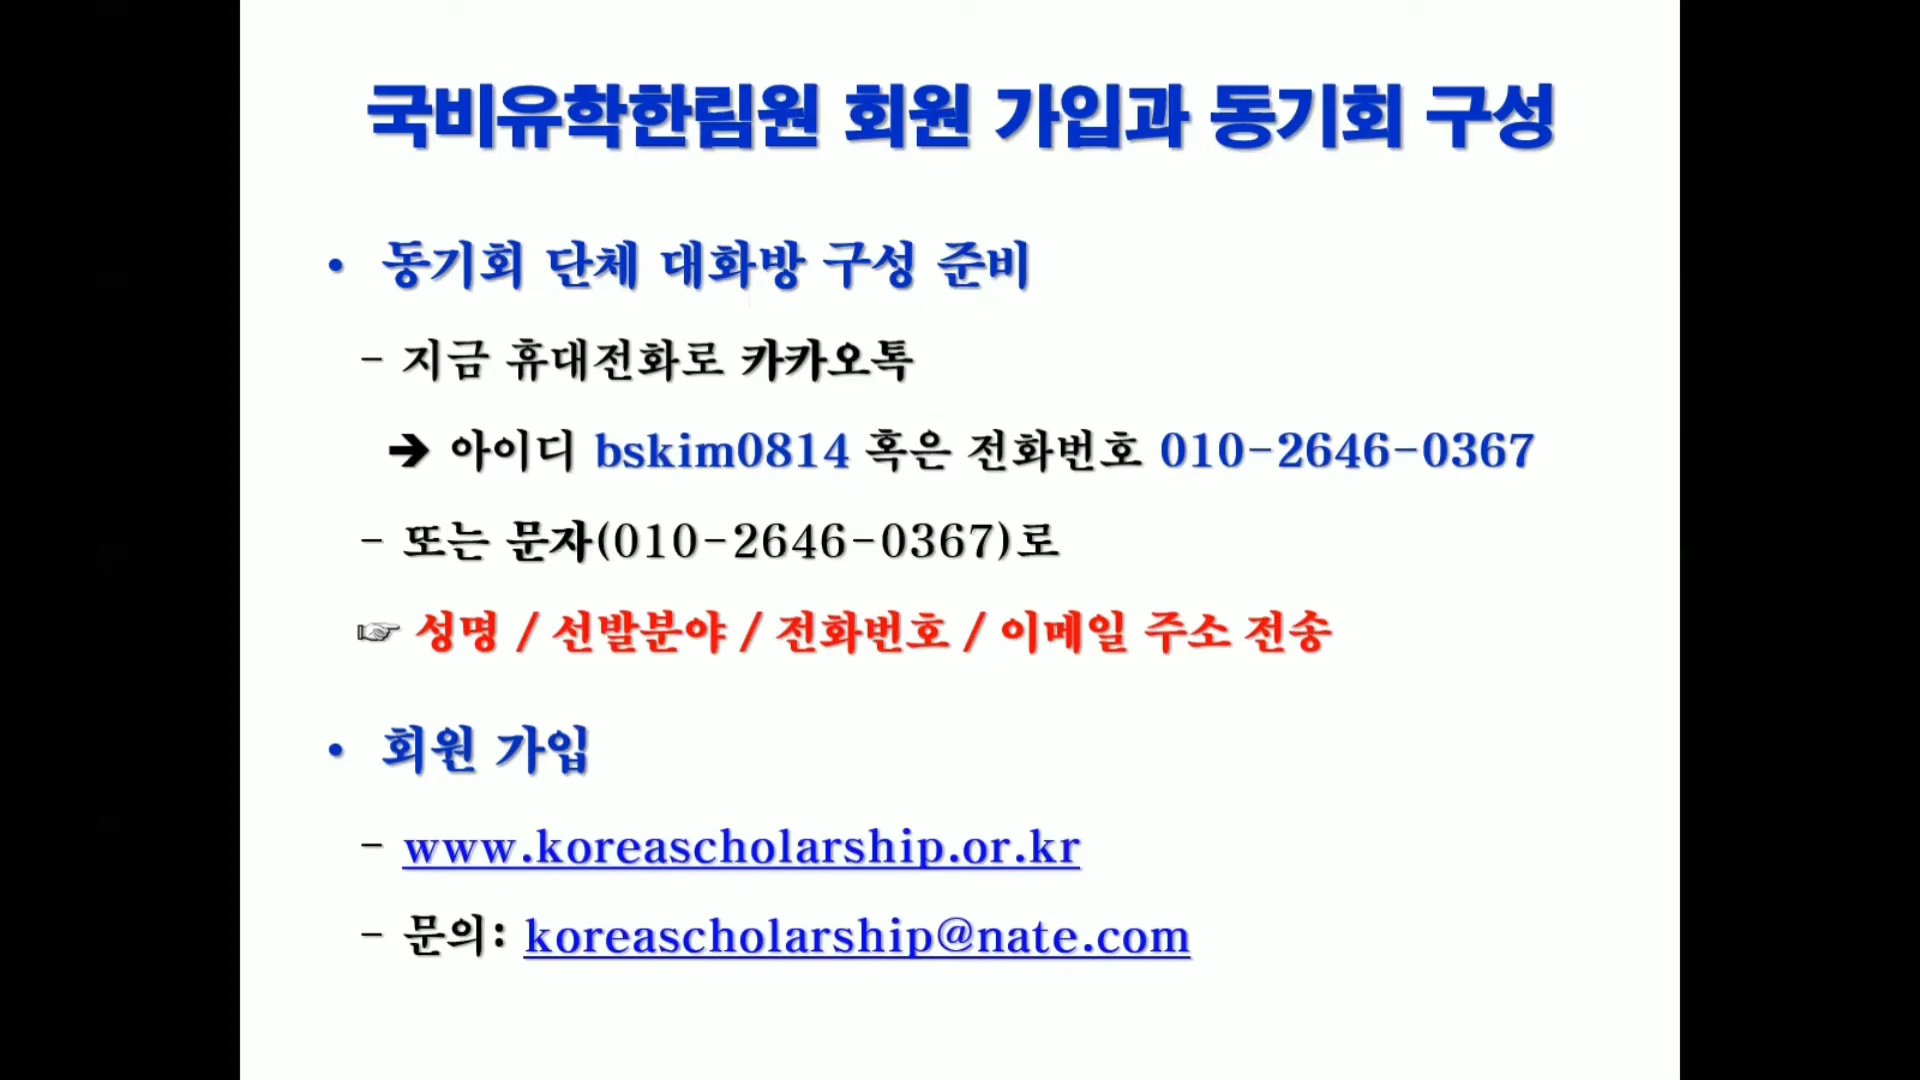 국비유학한림원 회원 가입과 동기회 구성
• 동기회 단체 대화방 구성 준비
- 지금 휴대전화로 카카오톡
➔ 아이디 bskim0814 혹은 전화번호 010-2646-0367
- 또는 문자(010-2646-0367)로
☞ 성명 / 선발분야 / 전화번호 / 이메일 주소 전송
• 회원 가입
- www.koreascholarship.or.kr
- 문의: koreascholarship@nate.com